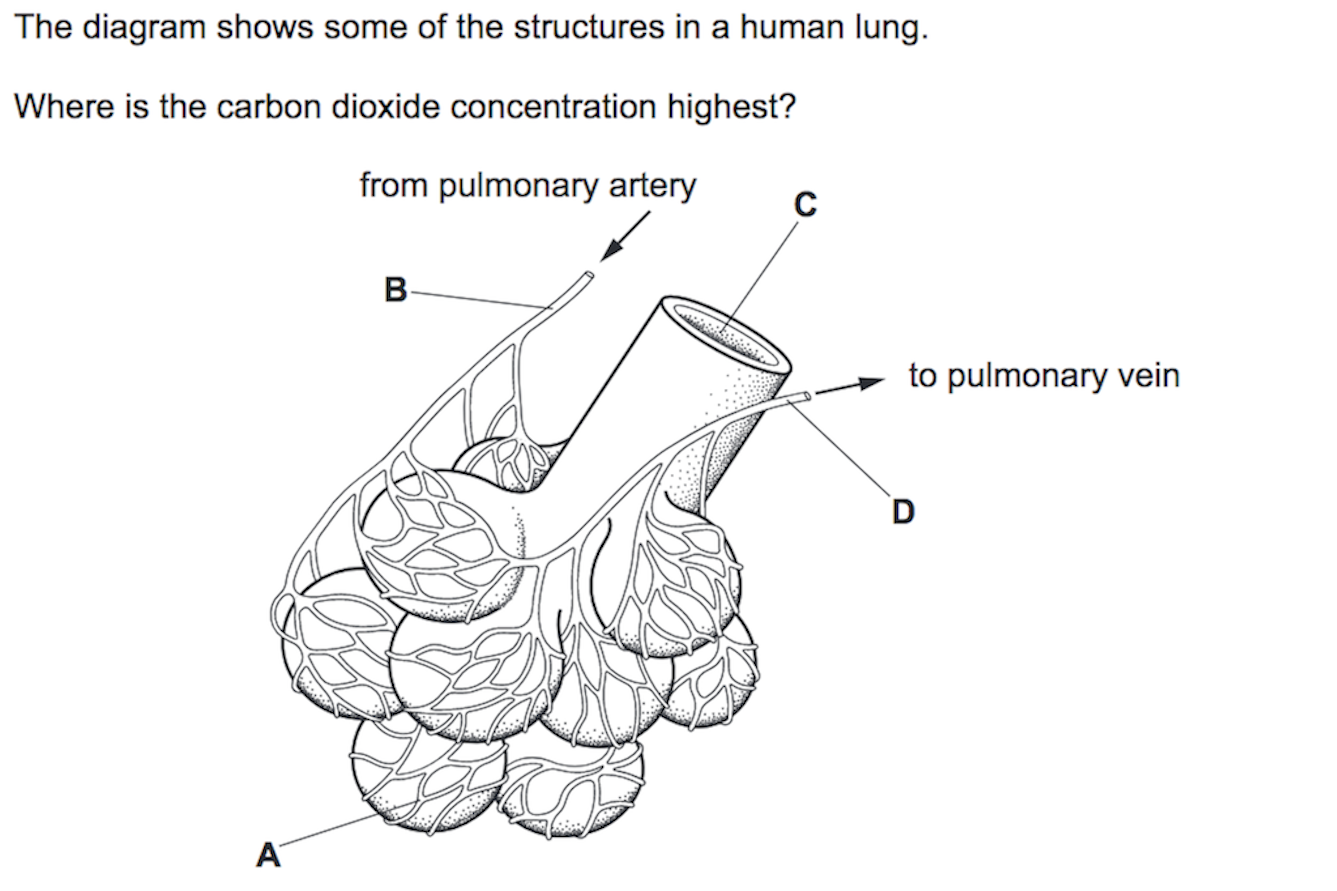 The diagram shows some of the structures in a human lung.
Where is the carbon dioxide concentration highest?
from pulmonary artery
C
B
to pulmonary vein
D
A